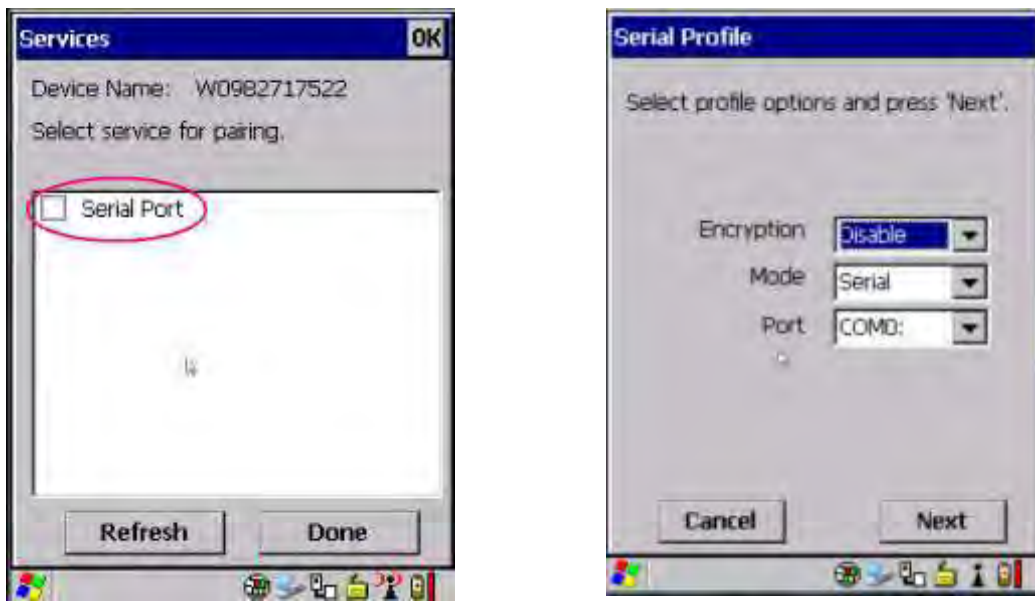 Services OK
Device Name: W0982717522
Select service for pairing.
Serial Port
Refresh Done
Serial Profile
Select profile options and press 'Next'.
Encryption Disable
Mode Serial
Port COM0:
Cancel Next